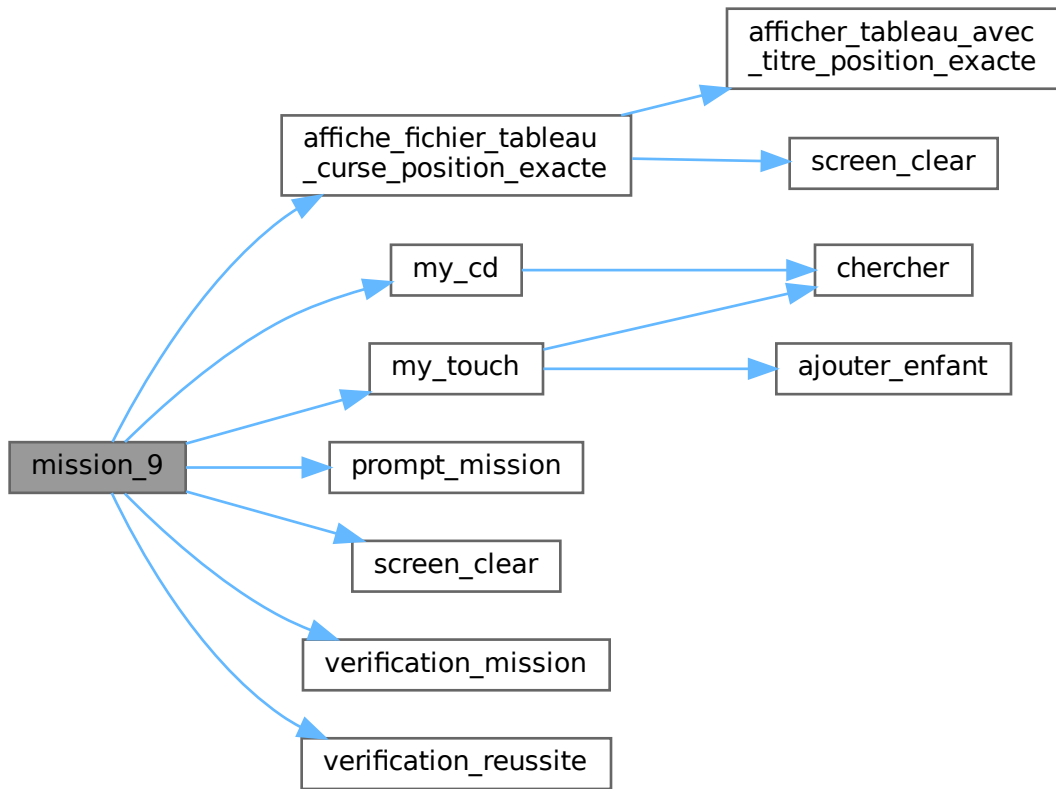 afficher_tableau_avec
_titre_position_exacte
affiche_fichier_tableau
_curse_position_exacte
screen_clear
my_cd
chercher
my_touch
ajouter_enfant
mission_9
prompt_mission
screen_clear
verification_mission
verification_reussite